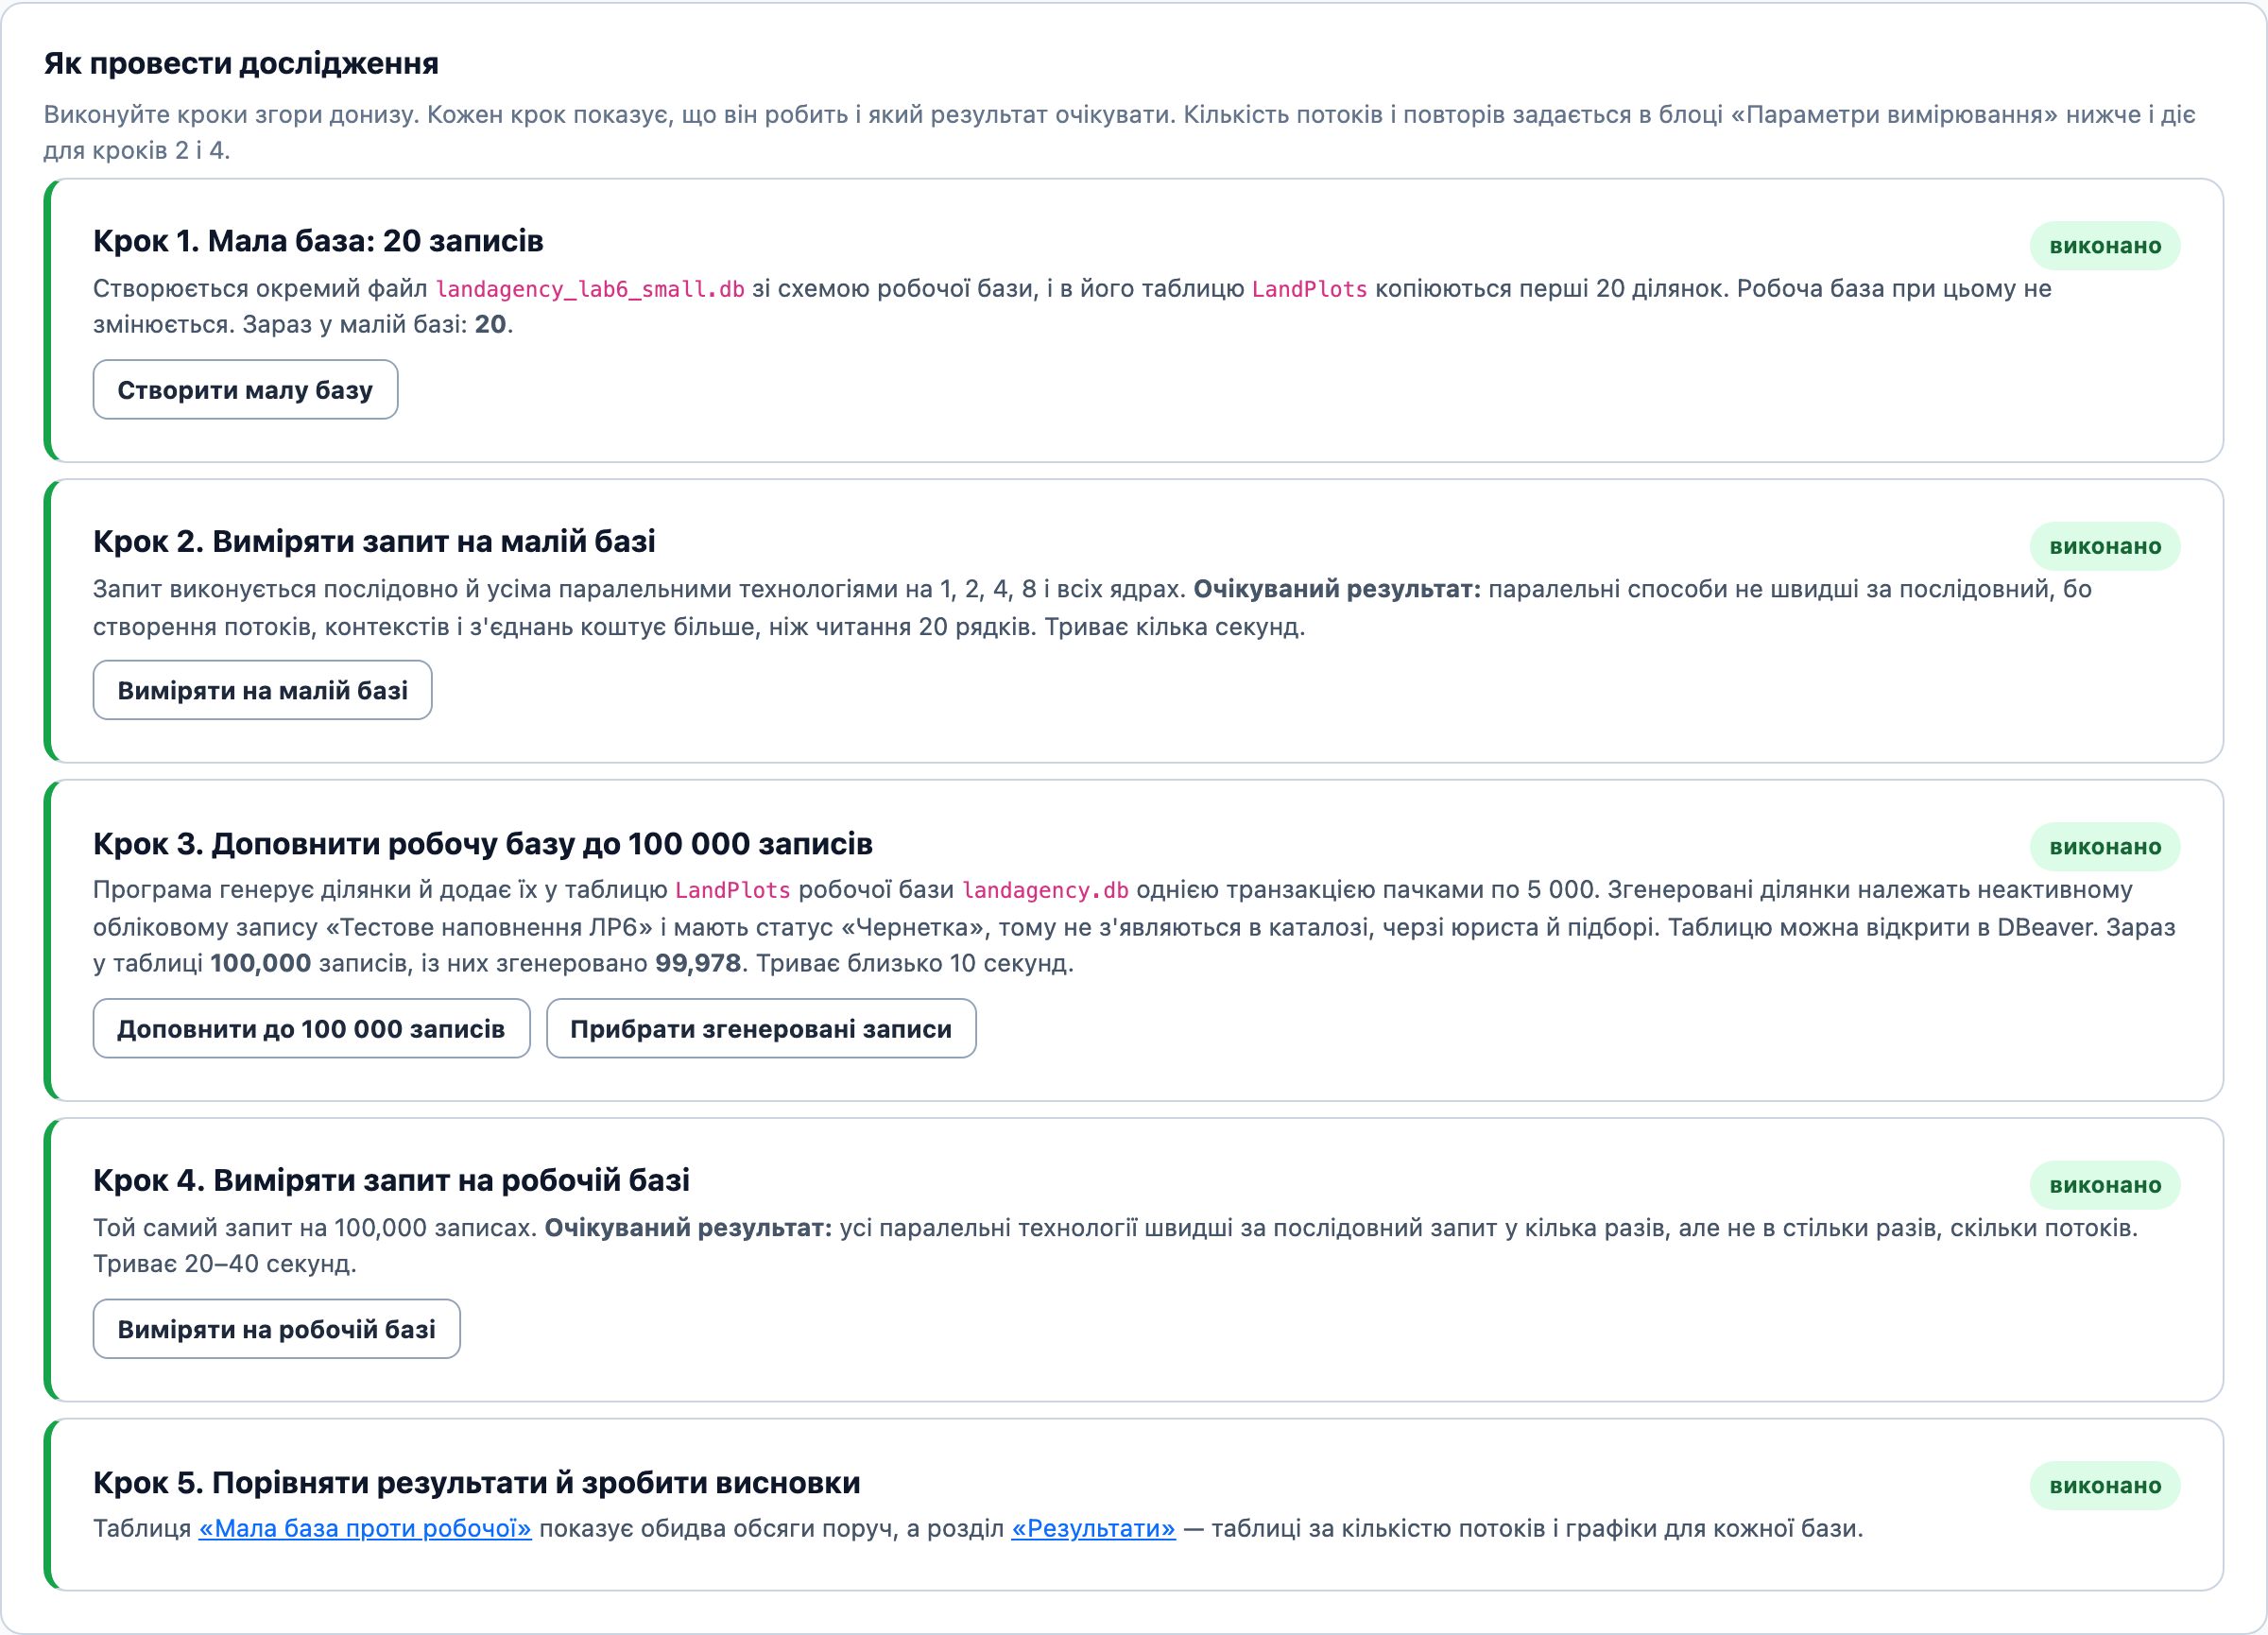 Як провести дослідження
Виконуйте кроки згори донизу. Кожен крок показує, що він робить і який результат очікувати. Кількість потоків і повторів задається в блоці «Параметри вимірювання» нижче і діє
для кроків 2 і 4.
Крок 1. Мала база: 20 записів
виконано
Створюється окремий файл landagency_lab6_small.db зі схемою робочої бази, і в його таблицю LandPlots копіюються перші 20 ділянок. Робоча база при цьому не
змінюється. Зараз у малій базі: 20.
Створити малу базу
Крок 2. Виміряти запит на малій базі
виконано
Запит виконується послідовно й усіма паралельними технологіями на 1, 2, 4, 8 і всіх ядрах. Очікуваний результат: паралельні способи не швидші за послідовний, бо
створення потоків, контекстів і з'єднань коштує більше, ніж читання 20 рядків. Триває кілька секунд.
Виміряти на малій базі
Крок 3. Доповнити робочу базу до 100 000 записів
виконано
Програма генерує ділянки й додає їх у таблицю LandPlots робочої бази landagency.db однією транзакцією пачками по 5 000. Згенеровані ділянки належать неактивному
обліковому запису «Тестове наповнення ЛР6» і мають статус «Чернетка», тому не з'являються в каталозі, черзі юриста й підборі. Таблицю можна відкрити в DBeaver. Зараз
у таблиці 100,000 записів, із них згенеровано 99,978. Триває близько 10 секунд.
Доповнити до 100 000 записів
Прибрати згенеровані записи
Крок 4. Виміряти запит на робочій базі
виконано
Той самий запит на 100,000 записах. Очікуваний результат: усі паралельні технології швидші за послідовний запит у кілька разів, але не в стільки разів, скільки потоків.
Триває 20–40 секунд.
Виміряти на робочій базі
Крок 5. Порівняти результати й зробити висновки
виконано
Таблиця «Мала база проти робочої» показує обидва обсяги поруч, а розділ «Результати» — таблиці за кількістю потоків і графіки для кожної бази.